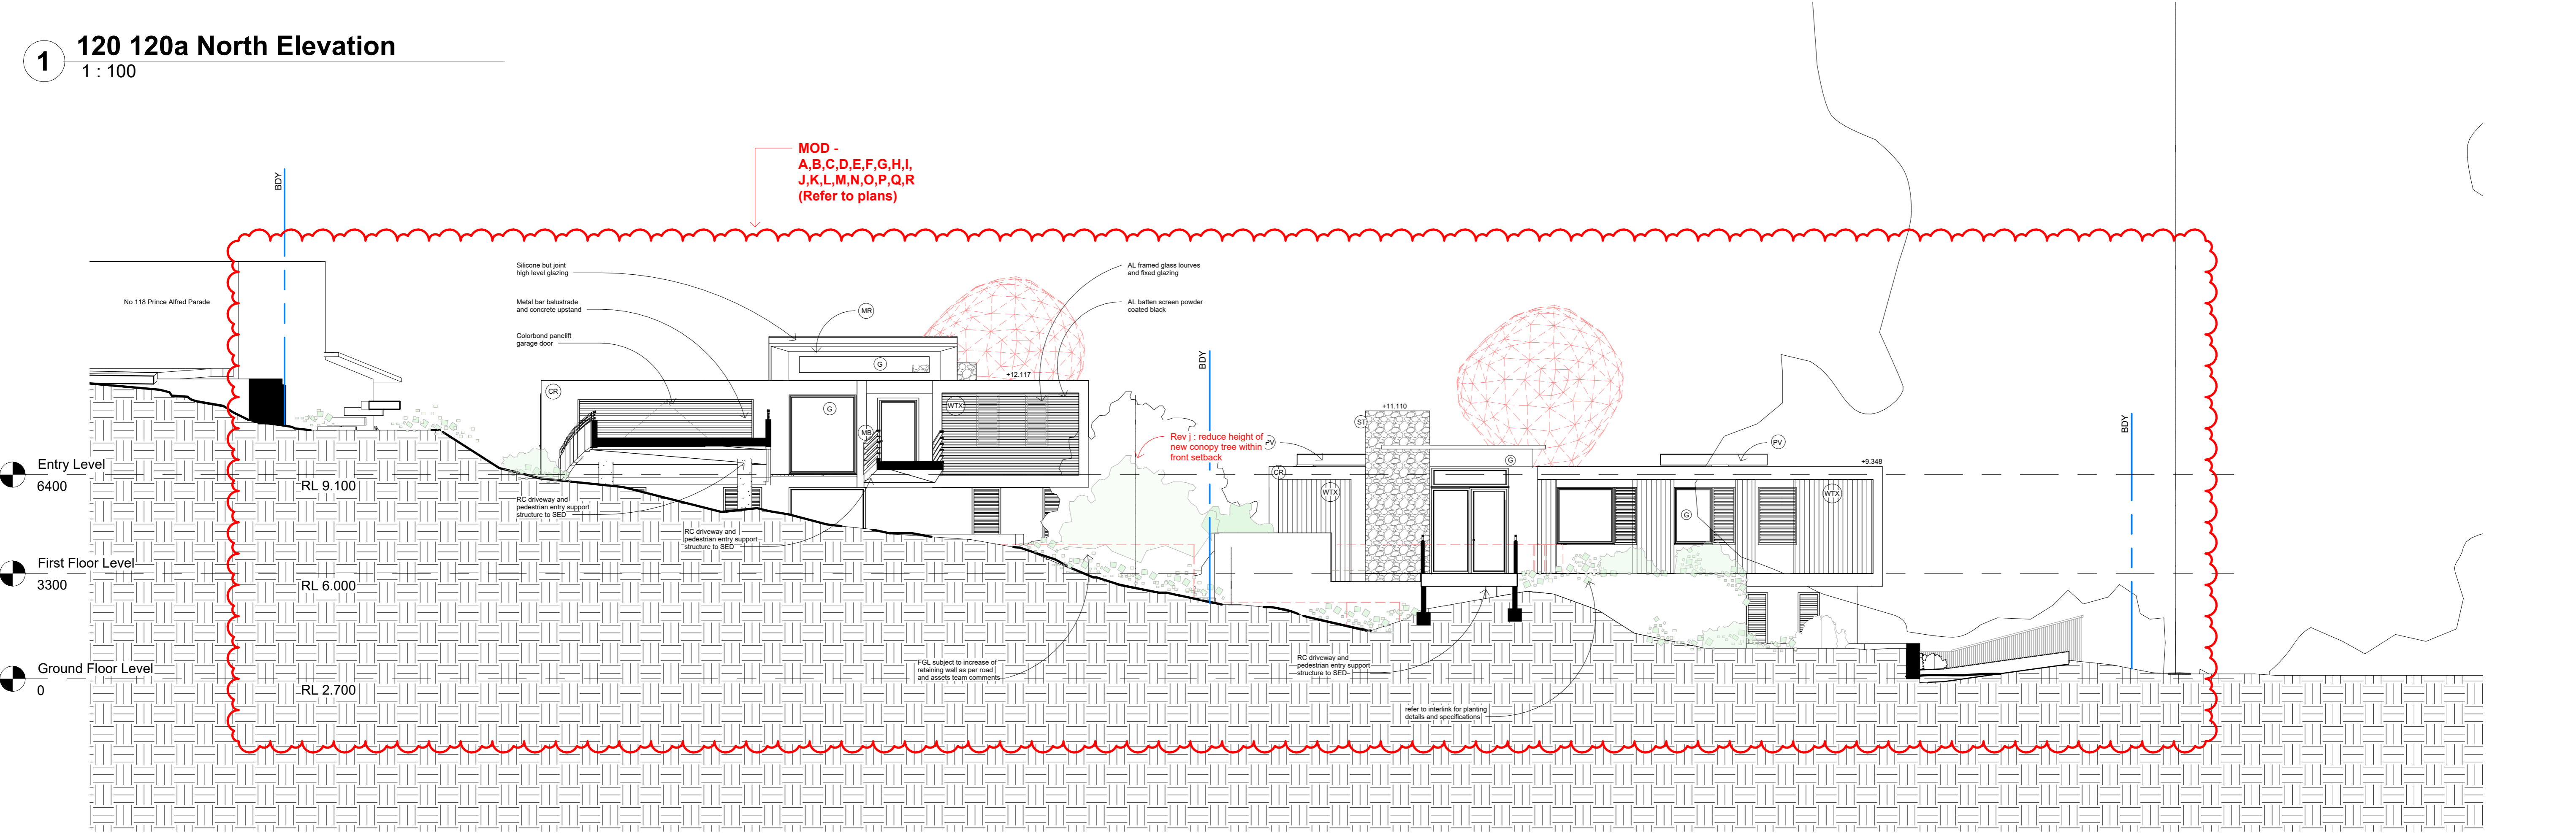 1
120 120a North Elevation
1 : 100
MOD -
A,B,C,D,E,F,G,H,I,
J,K,L,M,N,O,P,Q,R
(Refer to plans)
BDY
No 118 Prince Alfred Parade
Silicone but joint
high level glazing
Metal bar balustrade
and concrete upstand
Colorbond panelift
garage door
MR
G
AL framed glass lourves
and fixed glazing
AL batten screen powder
coated black
+12.117
CR
G
WTX
MB
BDY
Rev j : reduce height of
new conopy tree within
front setback
PV
+11.110
ST
G
CR
WTX
PV
+9.348
WTX
G
BDY
Entry Level
6400
RL 9.100
RC driveway and
pedestrian entry support
structure to SED
RC driveway and
pedestrian entry support
structure to SED
First Floor Level
3300
RL 6.000
FGL subject to increase of
retaining wall as per road
and assets team comments
RC driveway and
pedestrian entry support
structure to SED
refer to interlink for planting
details and specifications
Ground Floor Level
0
RL 2.700